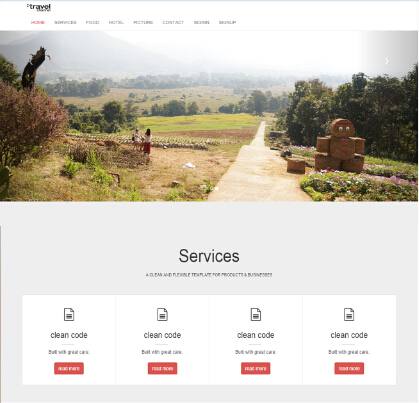 travel
HOME SERVICES FOOD HOTEL PICTURE CONTACT SIGNIN SIGNUP
Services
A CLEAN AND FLEXIBLE TEMPLATE FOR PRODUCTS & BUSINESSES
clean code clean code clean code clean code
Built with great care. Built with great care. Built with great care. Built with great care.
read more read more read more read more